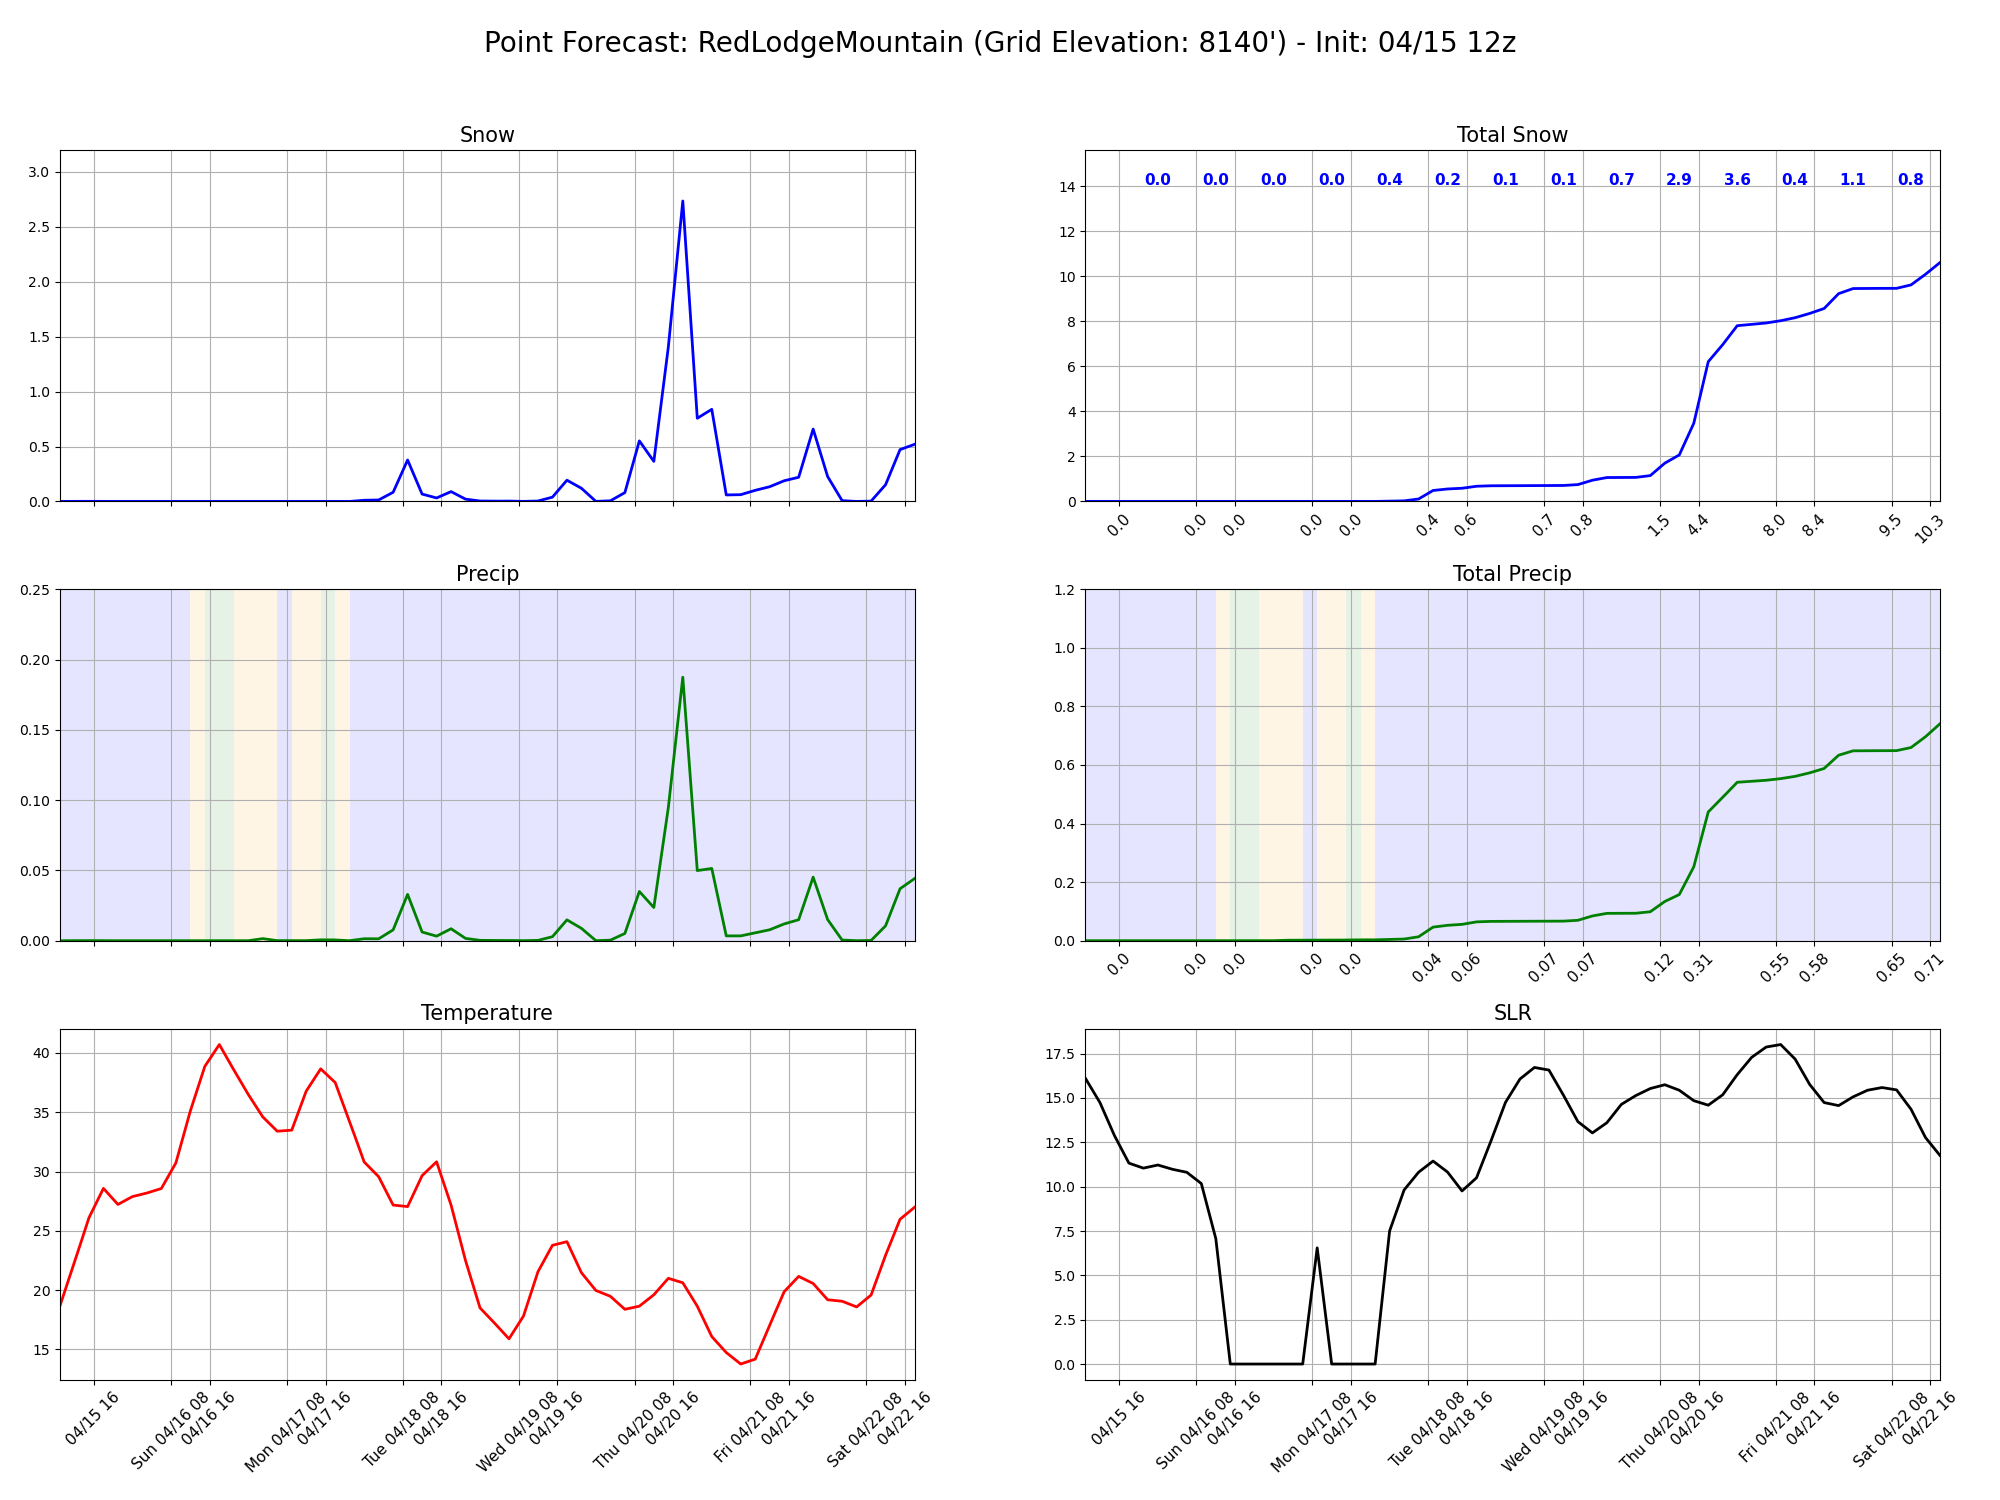 Point Forecast: RedLodgeMountain (Grid Elevation: 8140') - Init: 04/15 12z
Snow
3.0
2.5
2.0
1.5
1.0
0.5
0.0
Total Snow
0.0 0.0 0.0 0.0 0.4 0.2 0.1 0.1 0.7 2.9 3.6 0.4 1.1 0.8
14
12
10
8
6
4
2
0
0.0 0.0 0.0 0.0 0.0 0.4 0.6 0.7 0.8 1.5 4.4 8.0 8.4 9.5 10.3
Precip
0.25
0.20
0.15
0.10
0.05
0.00
Total Precip
1.2
1.0
0.8
0.6
0.4
0.2
0.0
0.0 0.0 0.0 0.0 0.0 0.04 0.06 0.07 0.07 0.12 0.31 0.55 0.58 0.65 0.71
Temperature
40
35
30
25
20
15
04/15 16
Sun 04/16 08
04/16 16
Mon 04/17 08
04/17 16
Tue 04/18 08
04/18 16
Wed 04/19 08
04/19 16
Thu 04/20 08
04/20 16
Fri 04/21 08
04/21 16
Sat 04/22 08
04/22 16
SLR
17.5
15.0
12.5
10.0
7.5
5.0
2.5
0.0
04/15 16
Sun 04/16 08
04/16 16
Mon 04/17 08
04/17 16
Tue 04/18 08
04/18 16
Wed 04/19 08
04/19 16
Thu 04/20 08
04/20 16
Fri 04/21 08
04/21 16
Sat 04/22 08
04/22 16